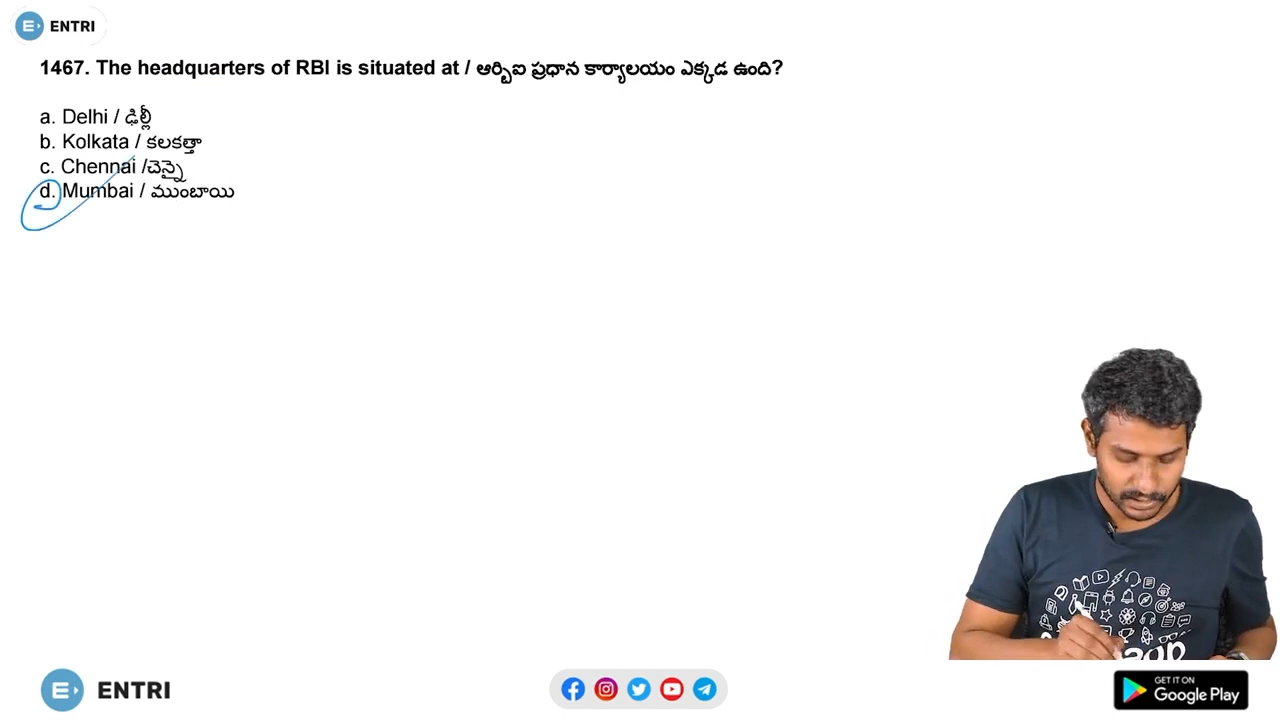 ENTRI
1467. The headquarters of RBI is situated at / ఆర్బిఐ ప్రధాన కార్యాలయం ఎక్కడ ఉంది?
a. Delhi / ఢిల్లీ
b. Kolkata / కలకత్తా
c. Chennai /చెన్నై
d. Mumbai / ముంబాయి
app
ENTRI
GET IT ON
Google Play